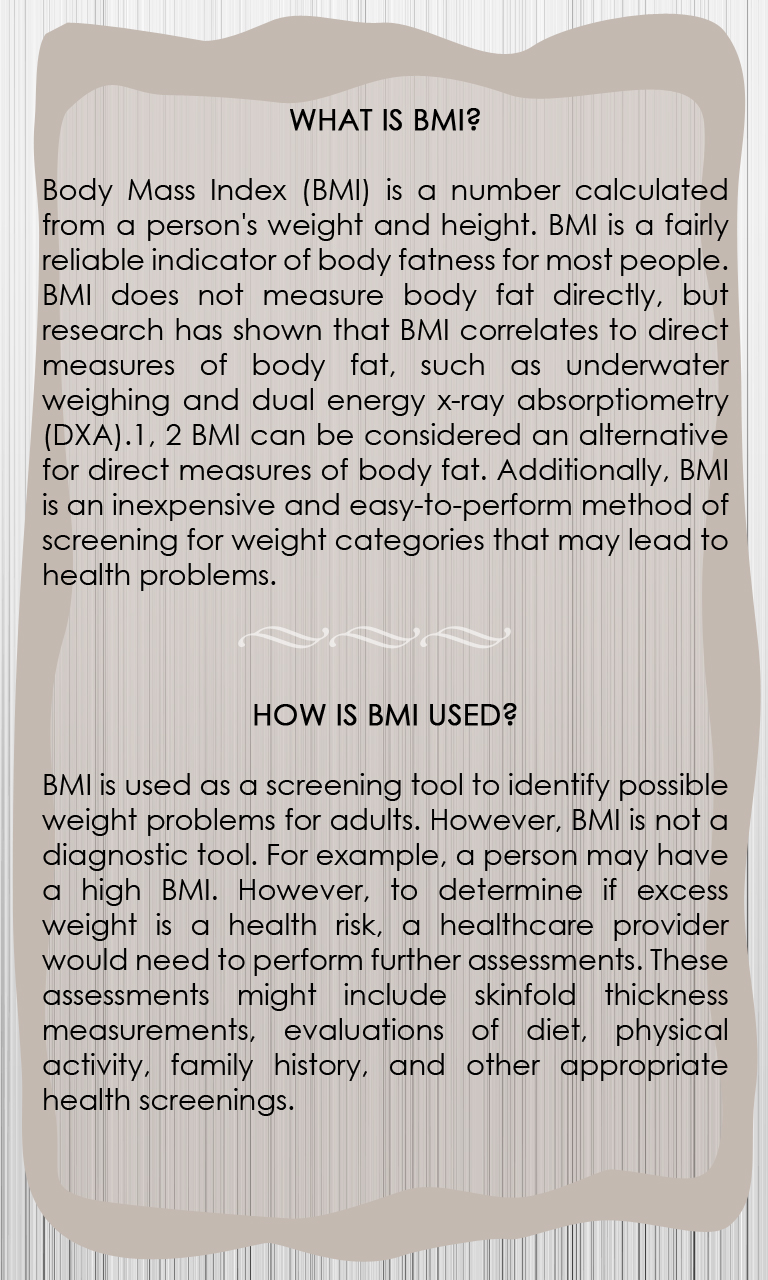 WHAT IS BMI?
Body Mass Index (BMI) is a number calculated
from a person's weight and height. BMI is a fairly
reliable indicator of body fatness for most people.
BMI does not measure body fat directly, but
research has shown that BMI correlates to direct
measures of body fat, such as underwater
weighing and dual energy x-ray absorptiometry
(DXA).1, 2 BMI can be considered an alternative
for direct measures of body fat. Additionally, BMI
is an inexpensive and easy-to-perform method of
screening for weight categories that may lead to
health problems.
HOW IS BMI USED?
BMI is used as a screening tool to identify possible
weight problems for adults. However, BMI is not a
diagnostic tool. For example, a person may have
a high BMI. However, to determine if excess
weight is a health risk, a healthcare provider
would need to perform further assessments. These
assessments might include skinfold thickness
measurements, evaluations of diet, physical
activity, family history, and other appropriate
health screenings.